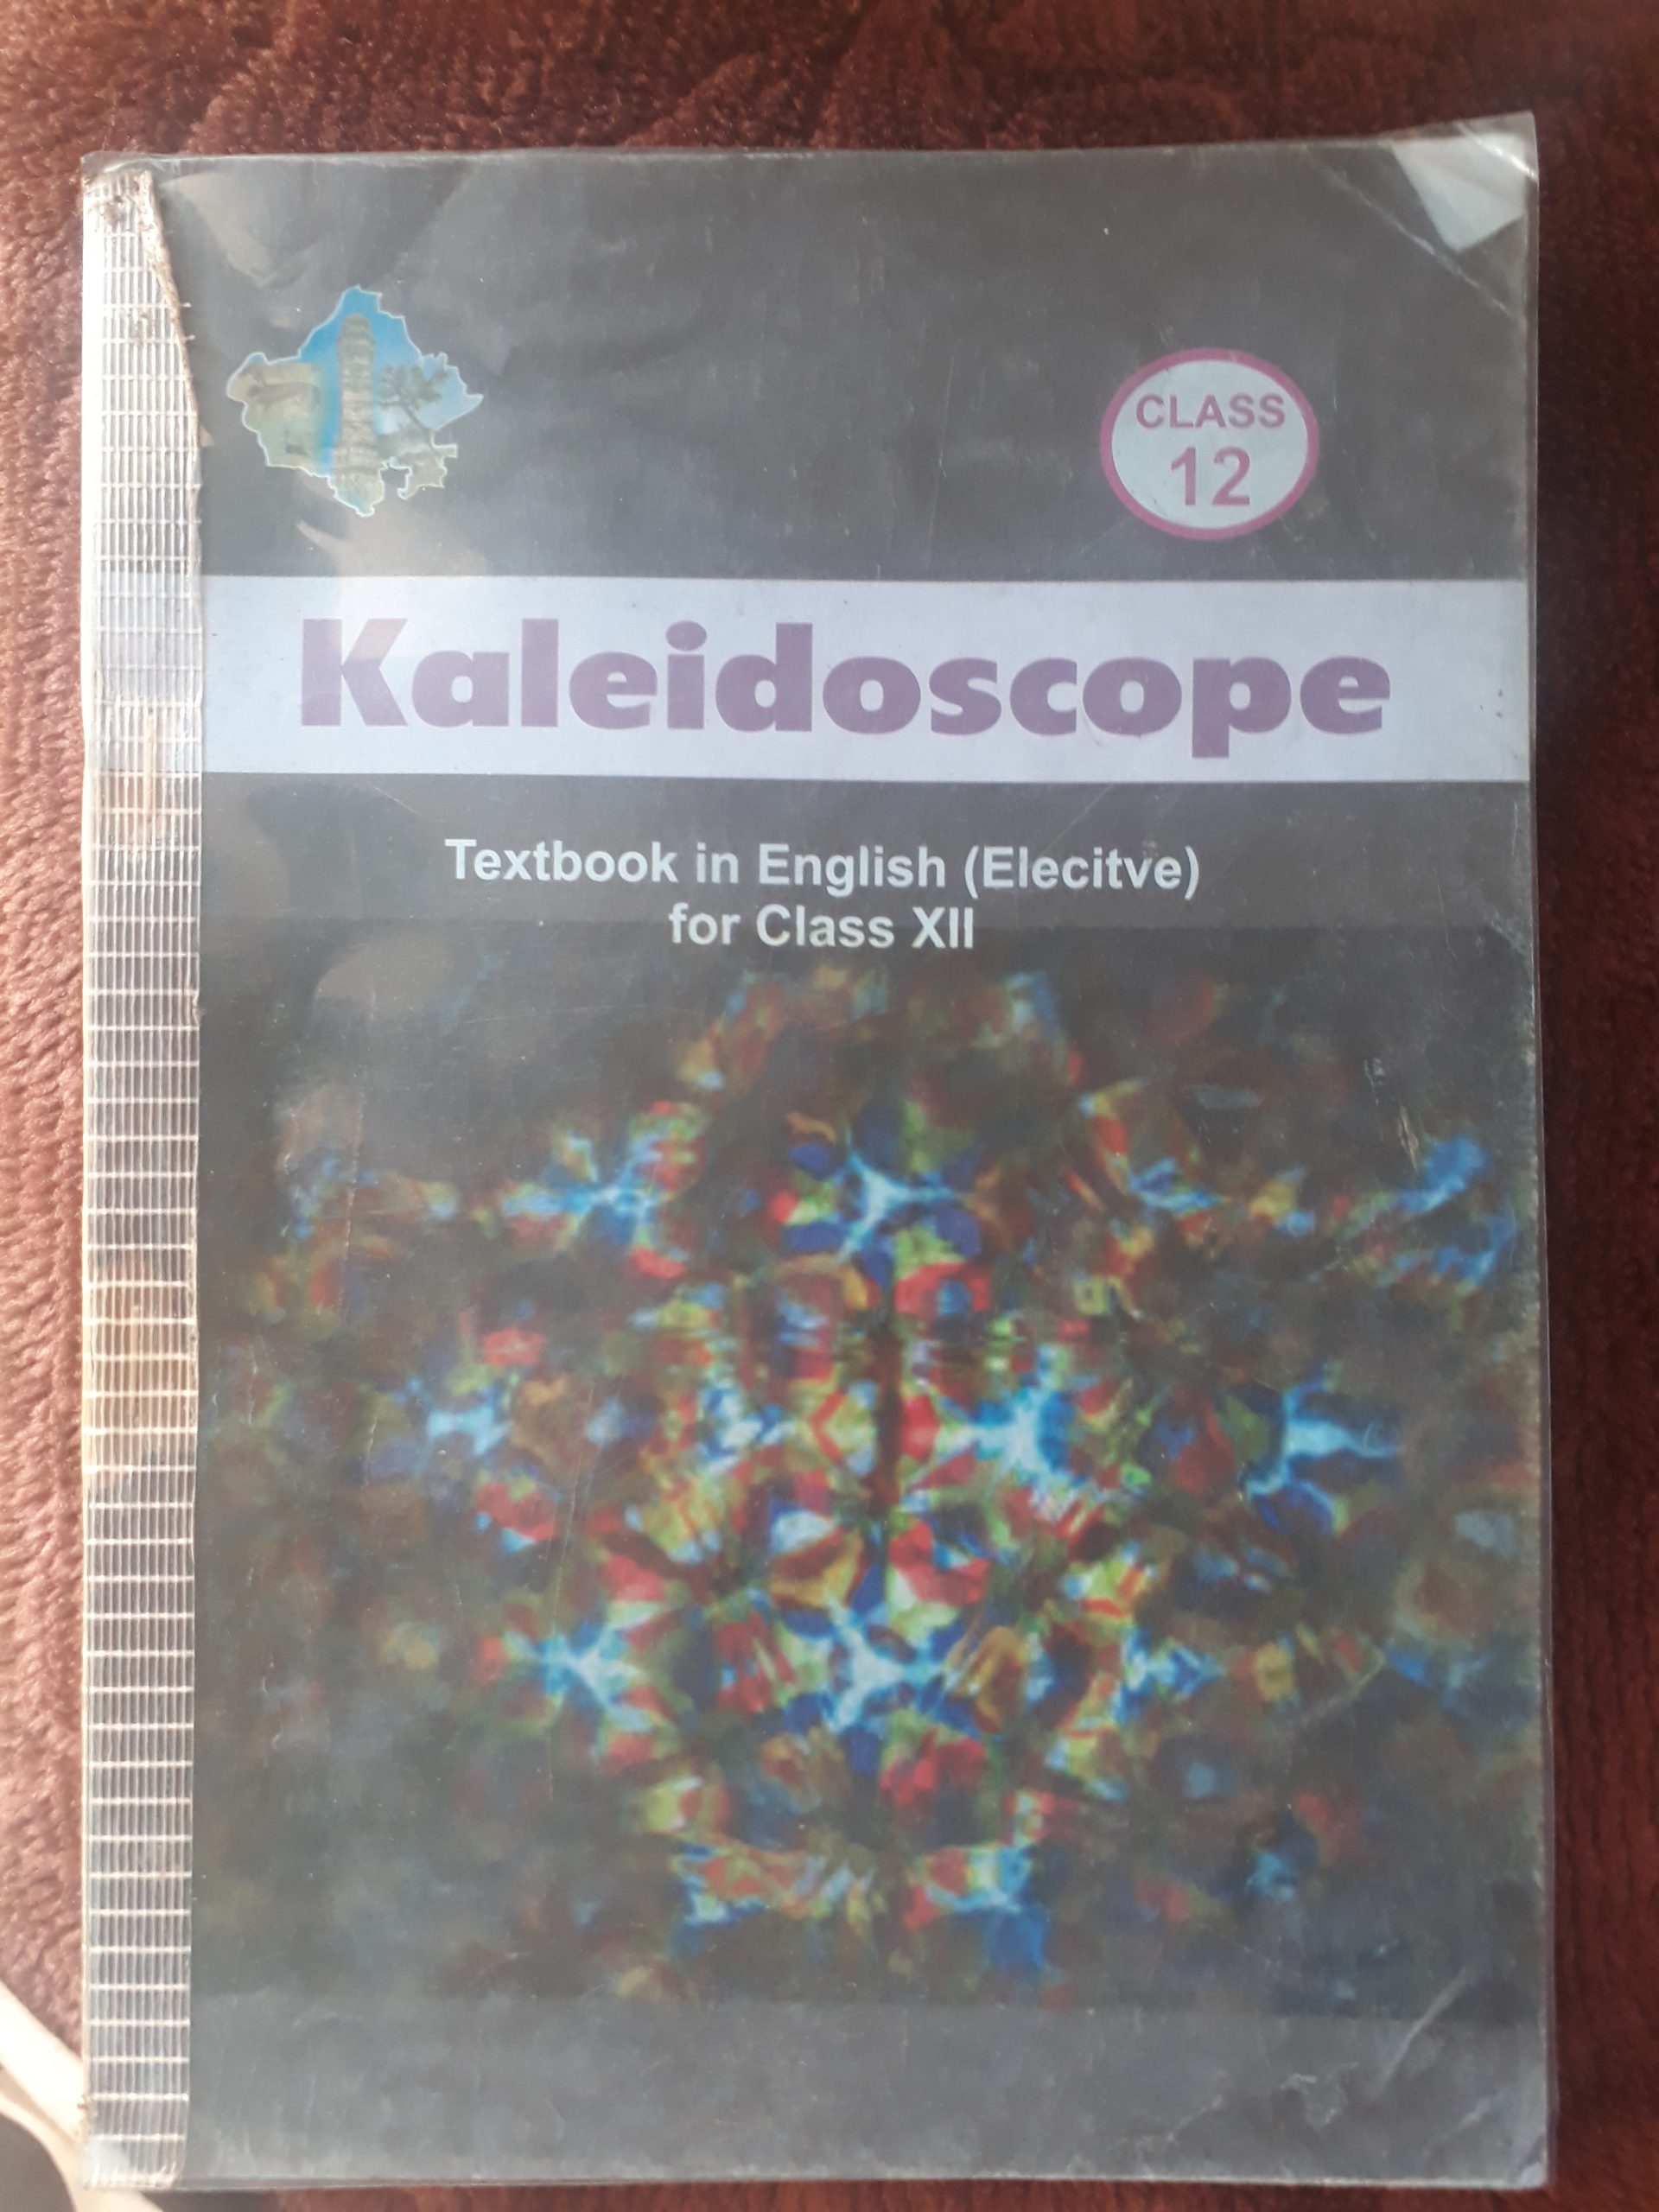 CLASS
12
Kaleidoscope
Textbook in English (Elecitve)
for Class XII